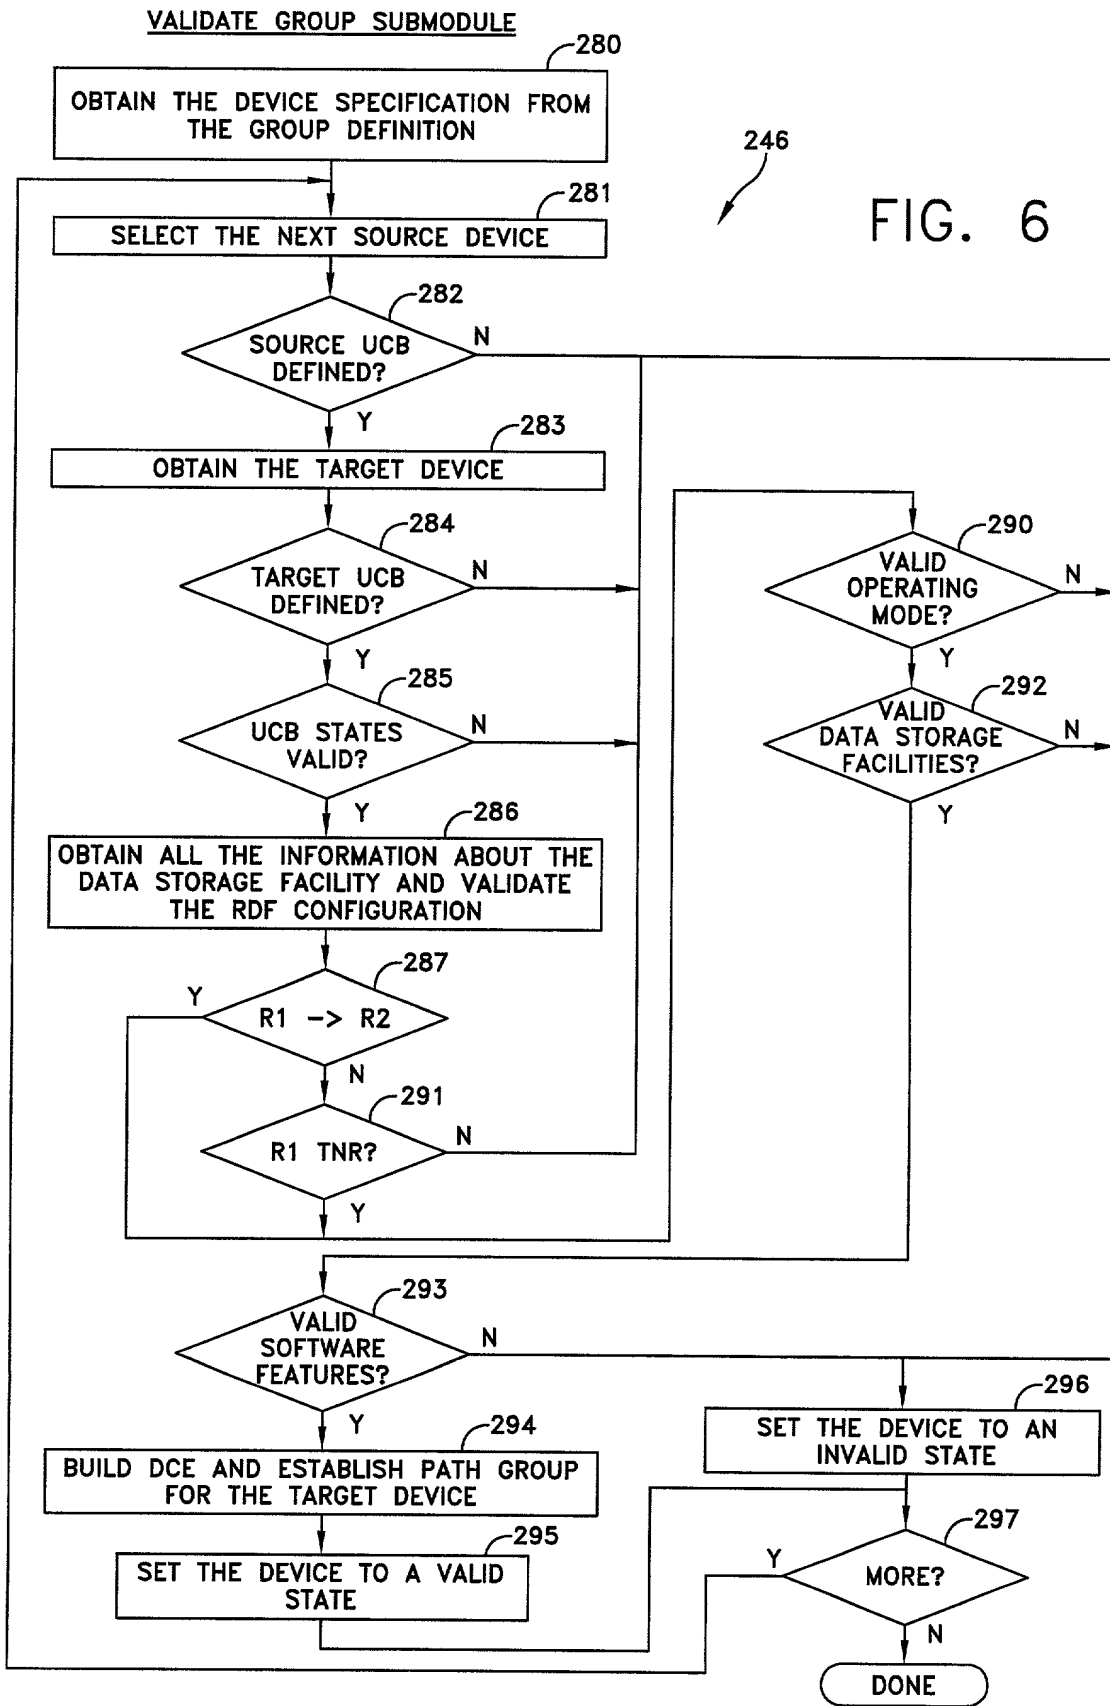 VALIDATE GROUP SUBMODULE
280
OBTAIN THE DEVICE SPECIFICATION FROM
THE GROUP DEFINITION
246
FIG. 6
281
SELECT THE NEXT SOURCE DEVICE
282
SOURCE UCB
DEFINED?
N
Y
283
OBTAIN THE TARGET DEVICE
284
TARGET UCB
DEFINED?
N
Y
285
UCB STATES
VALID?
N
Y
286
OBTAIN ALL THE INFORMATION ABOUT THE
DATA STORAGE FACILITY AND VALIDATE
THE RDF CONFIGURATION
287
Y
R1 -> R2
N
291
R1 TNR?
N
Y
290
VALID
OPERATING
MODE?
N
Y
292
VALID
DATA STORAGE
FACILITIES?
N
Y
293
VALID
SOFTWARE
FEATURES?
N
Y
294
BUILD DCE AND ESTABLISH PATH GROUP
FOR THE TARGET DEVICE
295
SET THE DEVICE TO A VALID
STATE
296
SET THE DEVICE TO AN
INVALID STATE
297
Y
MORE?
N
DONE